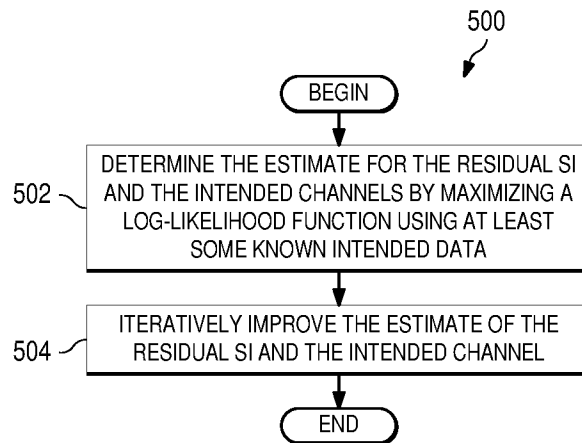 500
BEGIN
DETERMINE THE ESTIMATE FOR THE RESIDUAL SI
AND THE INTENDED CHANNELS BY MAXIMIZING A
LOG-LIKELIHOOD FUNCTION USING AT LEAST
SOME KNOWN INTENDED DATA
502
ITERATIVELY IMPROVE THE ESTIMATE OF THE
RESIDUAL SI AND THE INTENDED CHANNEL
504
END